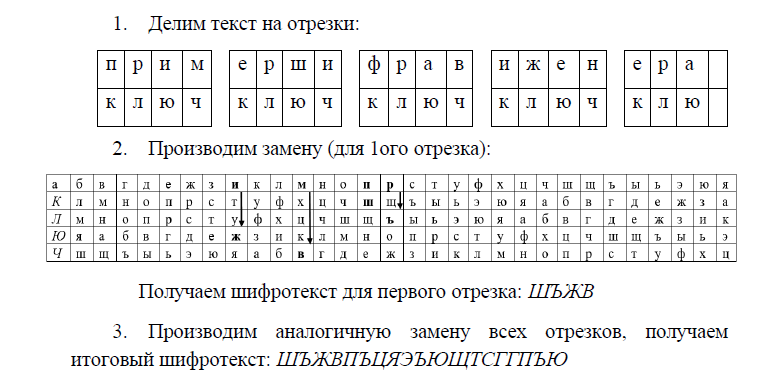 1. Делим текст на отрезки:
п р и м е р ш и ф р а в и ж е н е р а
к л ю ч к л ю ч к л ю ч к л ю ч к л ю
2. Производим замену (для 1ого отрезка):
а б в г д е ж з и к л м н о п р с т у ф х ц ч ш щ ъ ы ь э ю я
К л м н о п р с т у ф х ц ч ш щ ъ ы ь э ю я а б в г д е ж з а
Л м н о п р с т у ф х ц ч ш щ ъ ы ь э ю я а б в г д е ж з и к
Ю я а б в г д е ж з и к л м н о п р с т у ф х ц ч ш щ ъ ы ь э
Ч ш щ ъ ы ь э ю я а б в г д е ж з и к л м н о п р с т у ф х ц
Получаем шифротекст для первого отрезка: ШЪЖВ
3. Производим аналогичную замену всех отрезков, получаем
итоговый шифротекст: ШЪЖВПЪЦЯЭЪЮЩТСГГПЪЮ